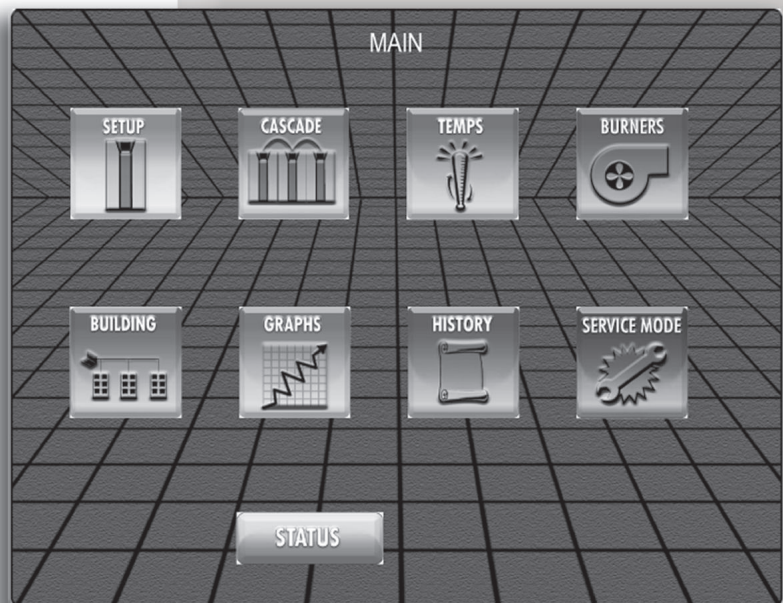 MAIN
SETUP
CASCADE
TEMPS
BURNERS
BUILDING
GRAPHS
HISTORY
SERVICE MODE
STATUS